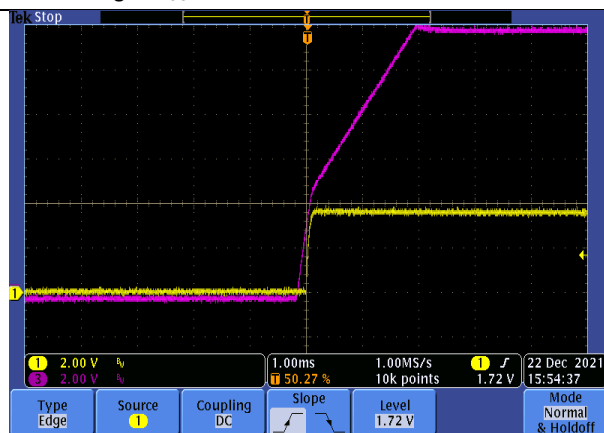 Tek Stop
T
T
1
1 2.00 V
3 2.00 V
1.00ms 1.00MS/s 1 1.72 V
T 50.27 % 10k points
22 Dec 2021
15:54:37
Type
Edge
Source
1
Coupling
DC
Slope
Level
1.72 V
Mode
Normal
& Holdoff